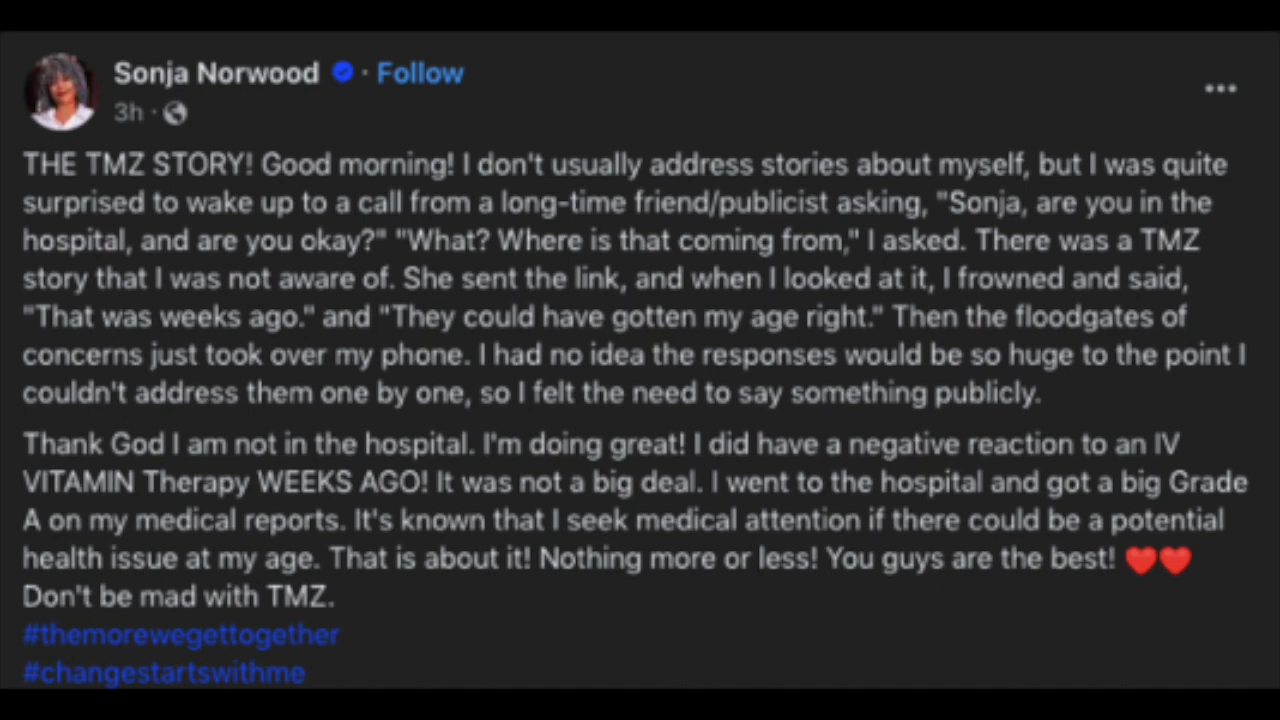 Sonja Norwood · Follow
3h ·
THE TMZ STORY! Good morning! I don't usually address stories about myself, but I was quite
surprised to wake up to a call from a long-time friend/publicist asking, "Sonja, are you in the
hospital, and are you okay?" "What? Where is that coming from," I asked. There was a TMZ
story that I was not aware of. She sent the link, and when I looked at it, I frowned and said,
"That was weeks ago." and "They could have gotten my age right." Then the floodgates of
concerns just took over my phone. I had no idea the responses would be so huge to the point I
couldn't address them one by one, so I felt the need to say something publicly.
Thank God I am not in the hospital. I'm doing great! I did have a negative reaction to an IV
VITAMIN Therapy WEEKS AGO! It was not a big deal. I went to the hospital and got a big Grade
A on my medical reports. It's known that I seek medical attention if there could be a potential
health issue at my age. That is about it! Nothing more or less! You guys are the best! ❤️❤️
Don't be mad with TMZ.
#themorewegettogether
#changestartswithme